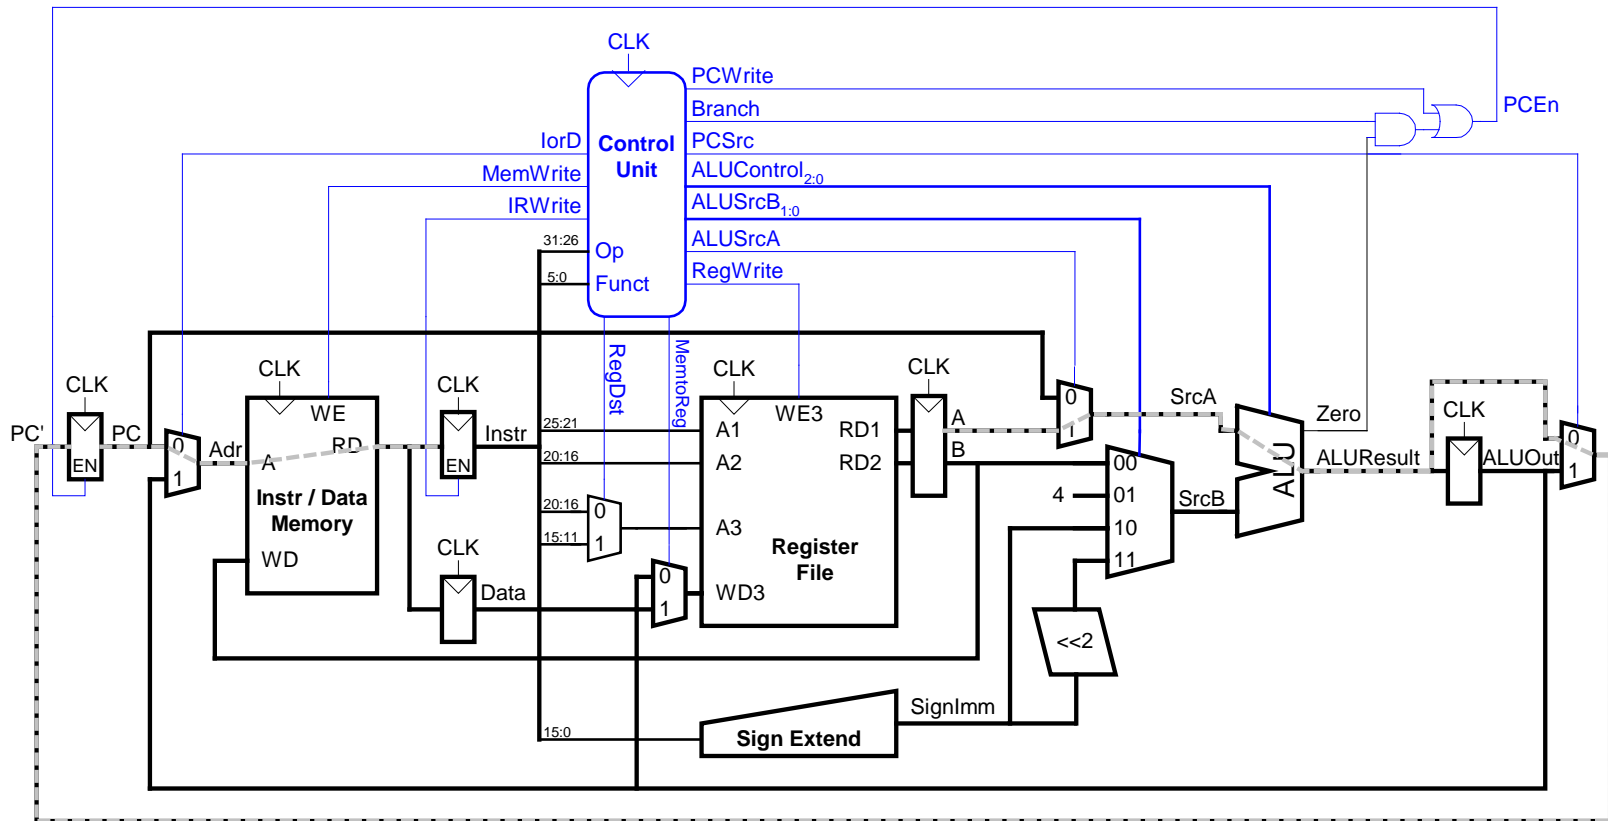 CLK
PCWrite
Branch
PCEn
IorD
Control
Unit
PCSrc
MemWrite
ALUControl2:0
IRWrite
ALUSrcB1:0
31:26
Op
ALUSrcA
5:0
Funct
RegWrite
RegDst
MemtoReg
CLK
CLK
CLK
CLK
CLK
WE
WE3
0
SrcA
Zero
CLK
PC'
PC
0
Adr
A
RD
Instr
25:21
A1
RD1
A
1
0
EN
1
EN
20:16
A2
RD2
B
00
ALU
ALUResult
ALUOut
1
Instr / Data
Memory
4
01
SrcB
20:16
0
A3
10
15:11
1
Register
File
CLK
WD
0
11
Data
1
WD3
<<2
SignImm
15:0
Sign Extend